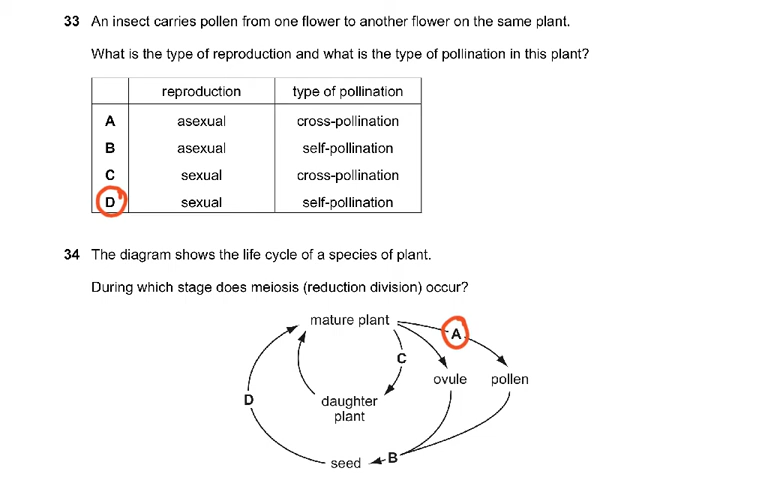 33 An insect carries pollen from one flower to another flower on the same plant.
What is the type of reproduction and what is the type of pollination in this plant?
reproduction type of pollination
A asexual cross-pollination
B asexual self-pollination
C sexual cross-pollination
D sexual self-pollination
34 The diagram shows the life cycle of a species of plant.
During which stage does meiosis (reduction division) occur?
mature plant
A
C
ovule pollen
D
daughter
plant
B
seed